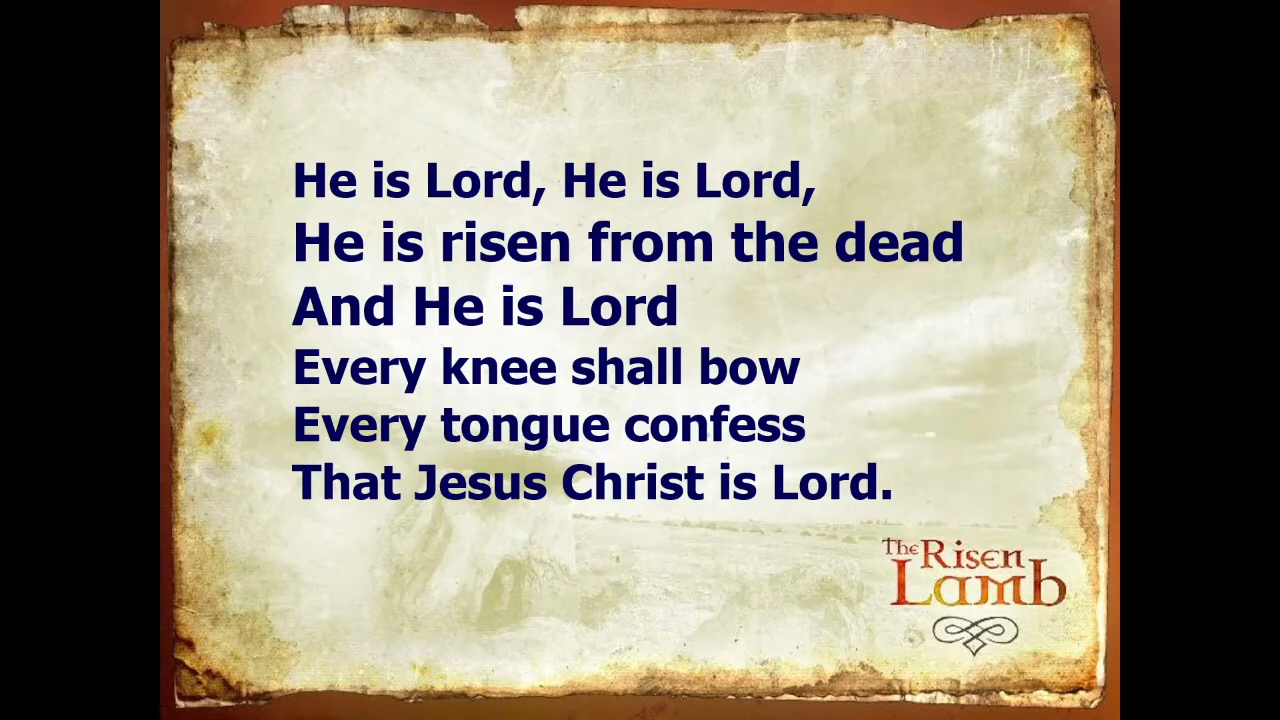 He is Lord, He is Lord,
He is risen from the dead
And He is Lord
Every knee shall bow
Every tongue confess
That Jesus Christ is Lord.
The Risen
Lamb